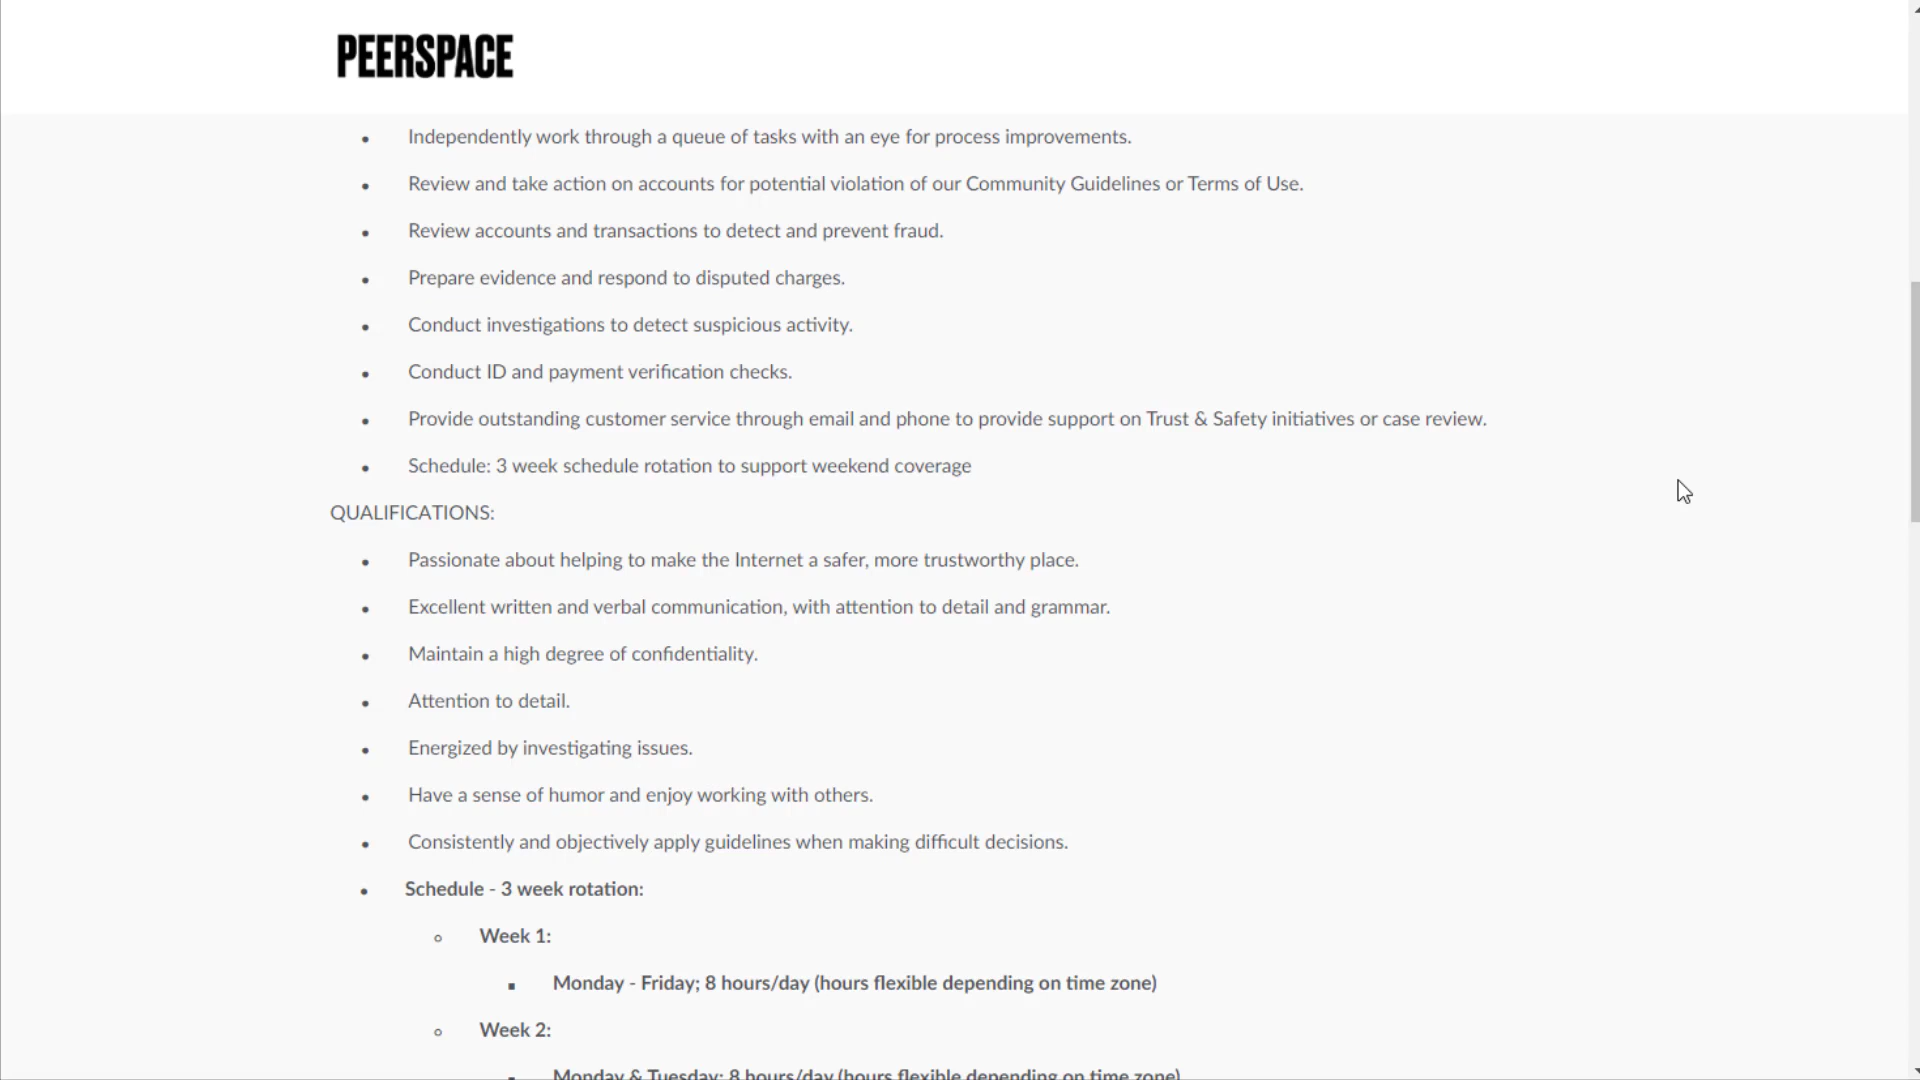 PEERSPACE
• Independently work through a queue of tasks with an eye for process improvements.
• Review and take action on accounts for potential violation of our Community Guidelines or Terms of Use.
• Review accounts and transactions to detect and prevent fraud.
• Prepare evidence and respond to disputed charges.
• Conduct investigations to detect suspicious activity.
• Conduct ID and payment verification checks.
• Provide outstanding customer service through email and phone to provide support on Trust & Safety initiatives or case review.
• Schedule: 3 week schedule rotation to support weekend coverage
QUALIFICATIONS:
• Passionate about helping to make the Internet a safer, more trustworthy place.
• Excellent written and verbal communication, with attention to detail and grammar.
• Maintain a high degree of confidentiality.
• Attention to detail.
• Energized by investigating issues.
• Have a sense of humor and enjoy working with others.
• Consistently and objectively apply guidelines when making difficult decisions.
• Schedule - 3 week rotation:
○ Week 1:
▪ Monday - Friday; 8 hours/day (hours flexible depending on time zone)
○ Week 2:
▪ Monday & Tuesday; 8 hours/day (hours flexible depending on time zone)